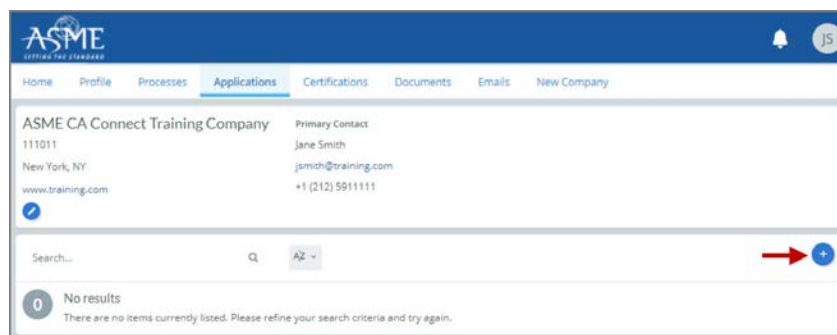 ASME
SETTING THE STANDARD
JS
Home Profile Processes Applications Certifications Documents Emails New Company
ASME CA Connect Training Company
111011
New York, NY
www.training.com
Primary Contact
Jane Smith
jsmith@training.com
+1 (212) 5911111
Search...
AZ
0
No results
There are no items currently listed. Please refine your search criteria and try again.